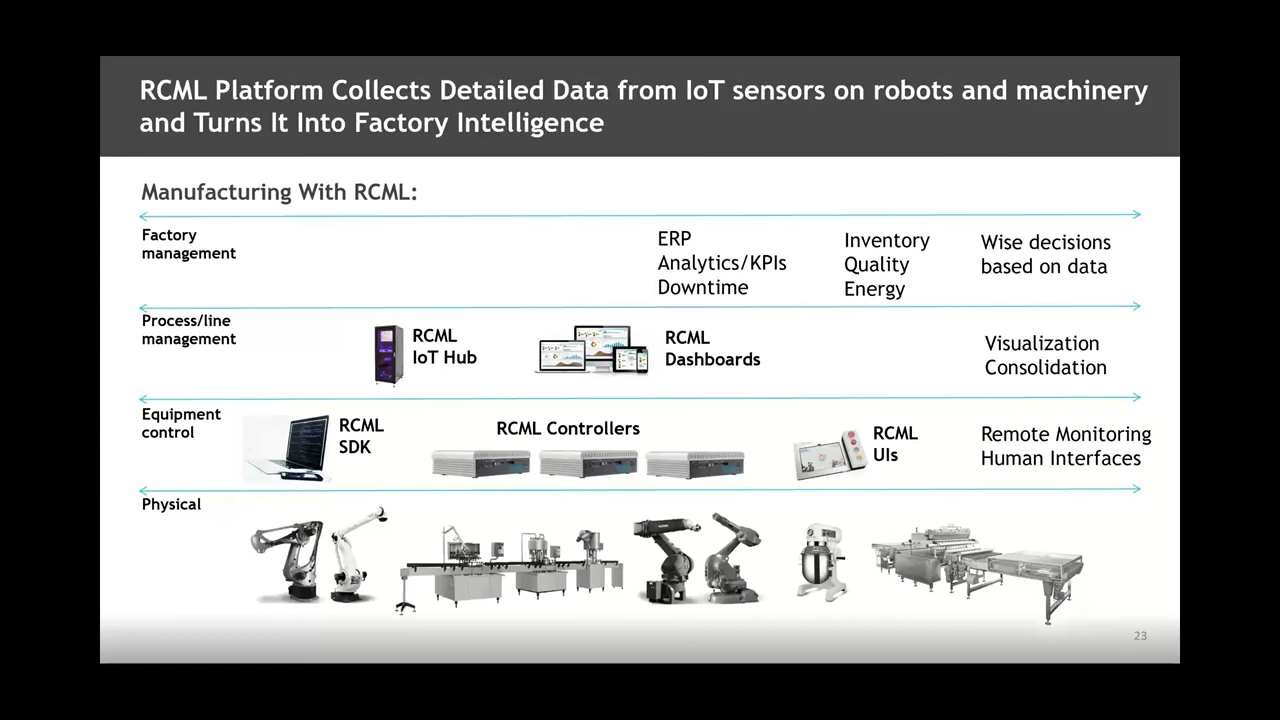 RCML Platform Collects Detailed Data from IoT sensors on robots and machinery
and Turns It Into Factory Intelligence
Manufacturing With RCML:
Factory
management
ERP
Analytics/KPIs
Downtime
Inventory
Quality
Energy
Wise decisions
based on data
Process/line
management
RCML
IoT Hub
RCML
Dashboards
Visualization
Consolidation
Equipment
control
RCML
SDK
RCML Controllers
RCML
UIs
Remote Monitoring
Human Interfaces
Physical
23